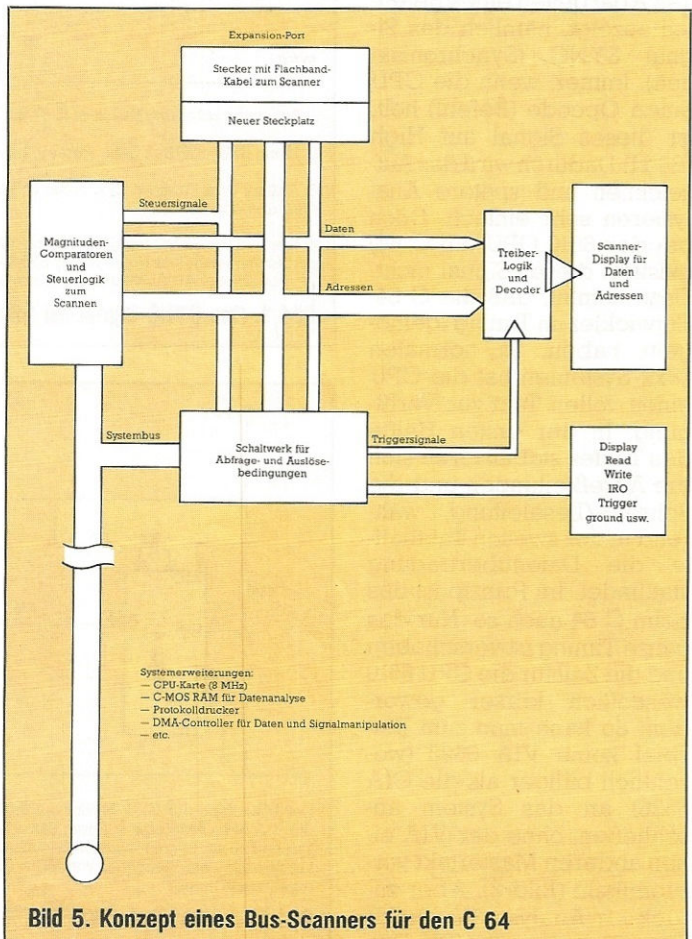 Expansion-Port
Stecker mit Flachband-
Kabel zum Scanner
Neuer Steckplatz
Steuersignale
Magnituden-
Comparatoren
und
Steuerlogik
zum
Scannen
Daten
Adressen
Treiber-
Logik
und
Decoder
Scanner-
Display für
Daten
und
Adressen
Systembus
Schaltwerk für
Abfrage- und Auslöse-
bedingungen
Triggersignale
Display
Read
Write
IRO
Trigger
ground usw.
Systemerweiterungen:
— CPU-Karte (8 MHz)
— C-MOS RAM für Datenanalyse
— Protokolldrucker
— DMA-Controller für Daten und Signalmanipulation
— etc.
Bild 5. Konzept eines Bus-Scanners für den C 64